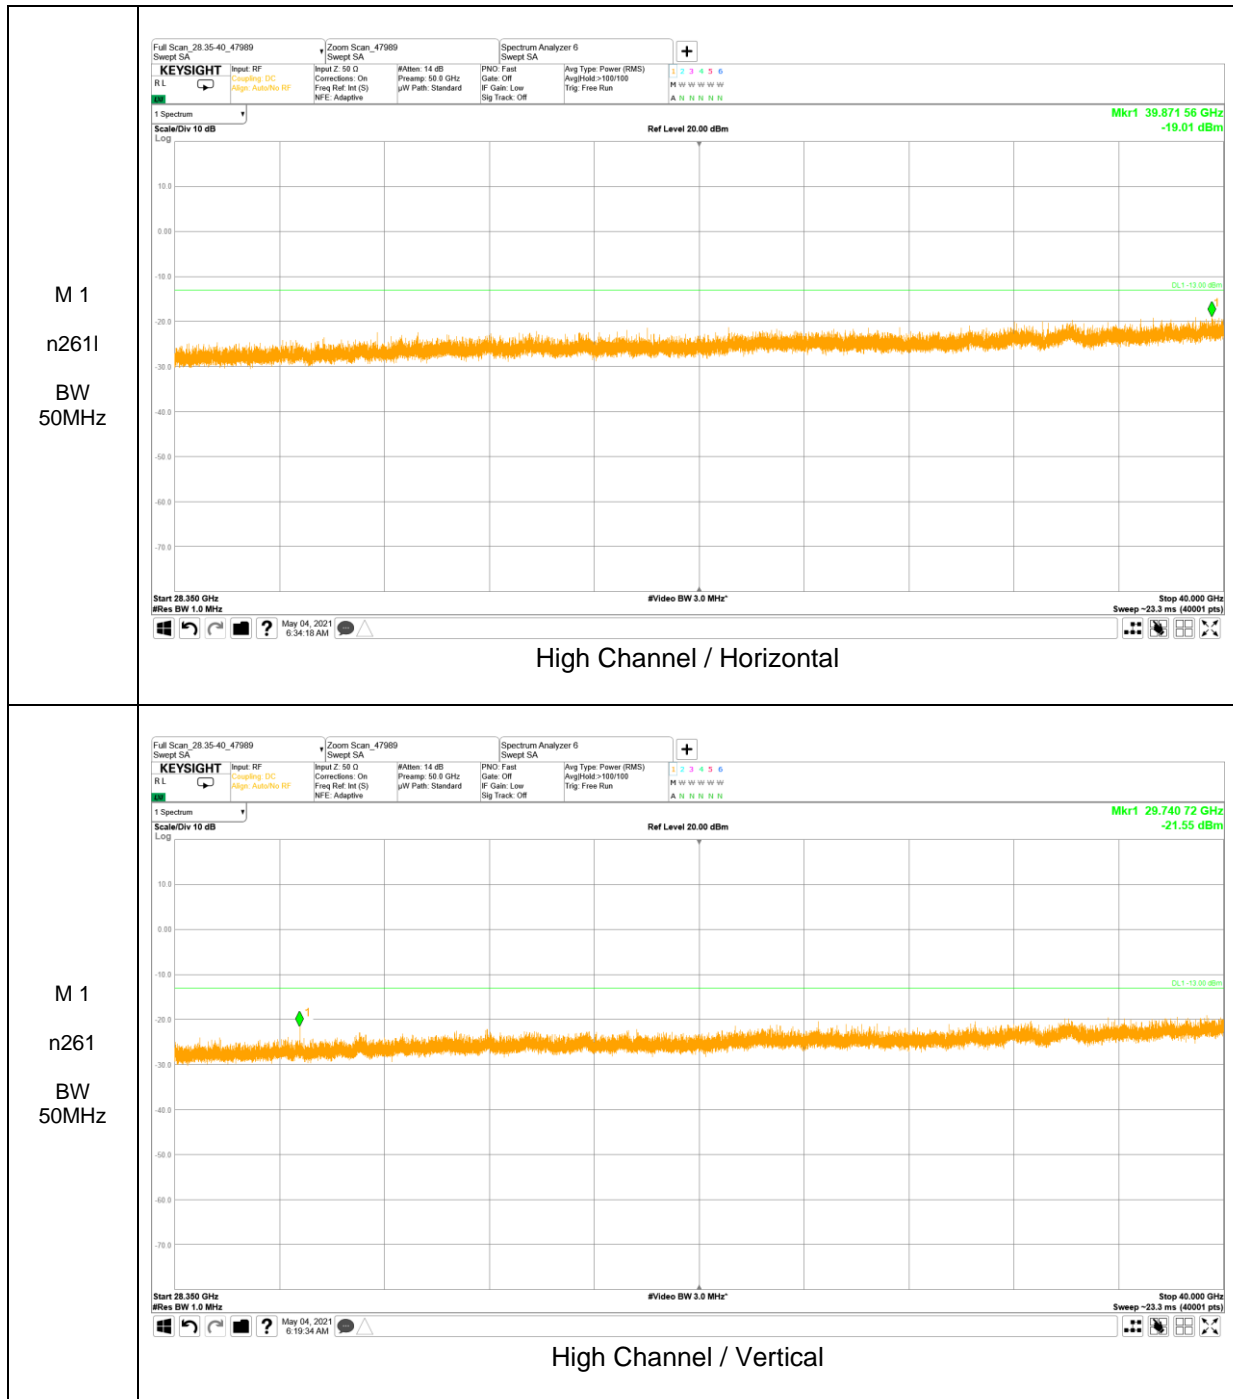 M 1
n261l
BW
50MHz
Full Scan_28.35-40_47989
Swept SA
Zoom Scan_47989
Swept SA
Spectrum Analyzer 6
Swept SA
+
KEYSIGHT
R L
Input: RF
Coupling: DC
Align: Auto/No RF
Input Z: 50 Ω
Corrections: On
Freq Ref: Int (S)
NFE: Adaptive
#Atten: 14 dB
Preamp: 50.0 GHz
µW Path: Standard
PNO: Fast
Gate: Off
IF Gain: Low
Sig Track: Off
Avg Type: Power (RMS)
Avg|Hold:>100/100
Trig: Free Run
1 2 3 4 5 6
M W W W W W
A N N N N N
1 Spectrum
Scale/Div 10 dB
Log
Ref Level 20.00 dBm
Mkr1 39.871 56 GHz
-19.01 dBm
10.0
0.00
-10.0
DL1 -13.00 dBm
1
-20.0
-30.0
-40.0
-50.0
-60.0
-70.0
Start 28.350 GHz
#Res BW 1.0 MHz
#Video BW 3.0 MHz*
Stop 40.000 GHz
Sweep ~23.3 ms (40001 pts)
?
May 04, 2021
6:34:18 AM
High Channel / Horizontal
M 1
n261
BW
50MHz
Full Scan_28.35-40_47989
Swept SA
Zoom Scan_47989
Swept SA
Spectrum Analyzer 6
Swept SA
+
KEYSIGHT
R L
Input: RF
Coupling: DC
Align: Auto/No RF
Input Z: 50 Ω
Corrections: On
Freq Ref: Int (S)
NFE: Adaptive
#Atten: 14 dB
Preamp: 50.0 GHz
µW Path: Standard
PNO: Fast
Gate: Off
IF Gain: Low
Sig Track: Off
Avg Type: Power (RMS)
Avg|Hold:>100/100
Trig: Free Run
1 2 3 4 5 6
M W W W W W
A N N N N N
1 Spectrum
Scale/Div 10 dB
Log
Ref Level 20.00 dBm
Mkr1 29.740 72 GHz
-21.55 dBm
10.0
0.00
-10.0
DL1 -13.00 dBm
1
-20.0
-30.0
-40.0
-50.0
-60.0
-70.0
Start 28.350 GHz
#Res BW 1.0 MHz
#Video BW 3.0 MHz*
Stop 40.000 GHz
Sweep ~23.3 ms (40001 pts)
?
May 04, 2021
6:19:34 AM
High Channel / Vertical